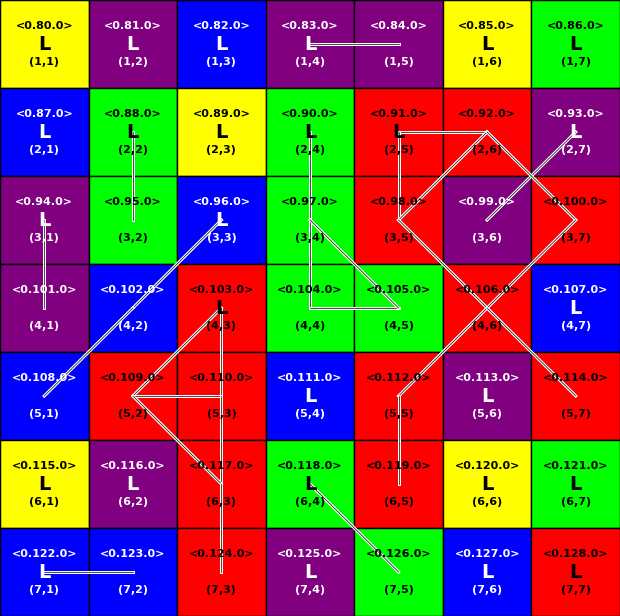 <0.80.0> <0.81.0> <0.82.0> <0.83.0> <0.84.0> <0.85.0> <0.86.0>
L L L L L L
(1,1) (1,2) (1,3) (1,4) (1,5) (1,6) (1,7)
<0.87.0> <0.88.0> <0.89.0> <0.90.0> <0.91.0> <0.92.0> <0.93.0>
L L L L L L
(2,1) (2,2) (2,3) (2,4) (2,5) (2,6) (2,7)
<0.94.0> <0.95.0> <0.96.0> <0.97.0> <0.98.0> <0.99.0> <0.100.0>
L L
(3,1) (3,2) (3,3) (3,4) (3,5) (3,6) (3,7)
<0.101.0> <0.102.0> <0.103.0> <0.104.0> <0.105.0> <0.106.0> <0.107.0>
L L
(4,1) (4,2) (4,3) (4,4) (4,5) (4,6) (4,7)
<0.108.0> <0.109.0> <0.110.0> <0.111.0> <0.112.0> <0.113.0> <0.114.0>
L L
(5,1) (5,2) (5,3) (5,4) (5,5) (5,6) (5,7)
<0.115.0> <0.116.0> <0.117.0> <0.118.0> <0.119.0> <0.120.0> <0.121.0>
L L L L L
(6,1) (6,2) (6,3) (6,4) (6,5) (6,6) (6,7)
<0.122.0> <0.123.0> <0.124.0> <0.125.0> <0.126.0> <0.127.0> <0.128.0>
L L L L
(7,1) (7,2) (7,3) (7,4) (7,5) (7,6) (7,7)